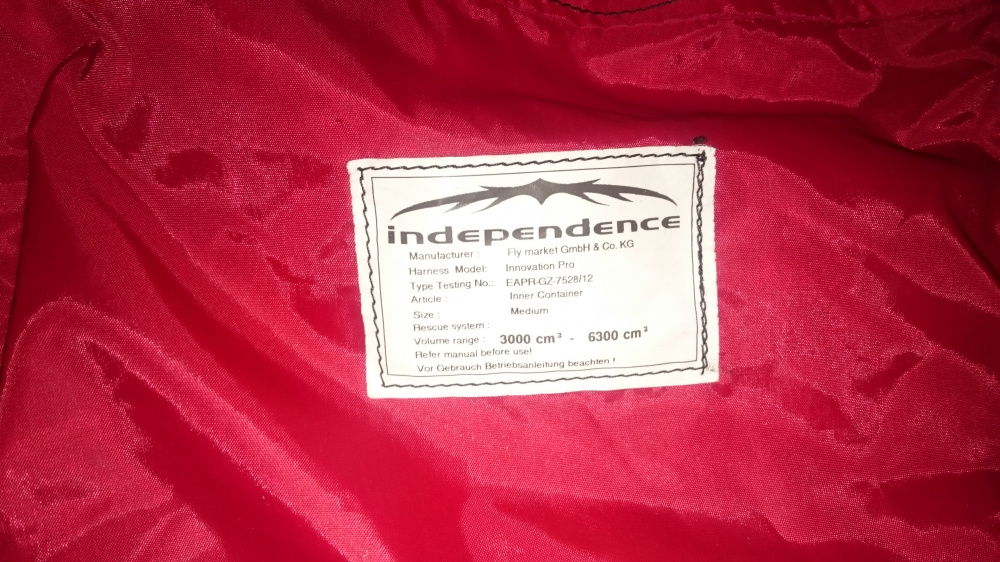 independence
Manufacturer : Fly market GmbH & Co. KG
Harness Model: Innovation Pro
Type Testing No.: EAPR-GZ-7528/12
Article : Inner Container
Size : Medium
Rescue system :
Volume range : 3000 cm³ - 6300 cm³
Refer manual before use!
Vor Gebrauch Betriebsanleitung beachten !